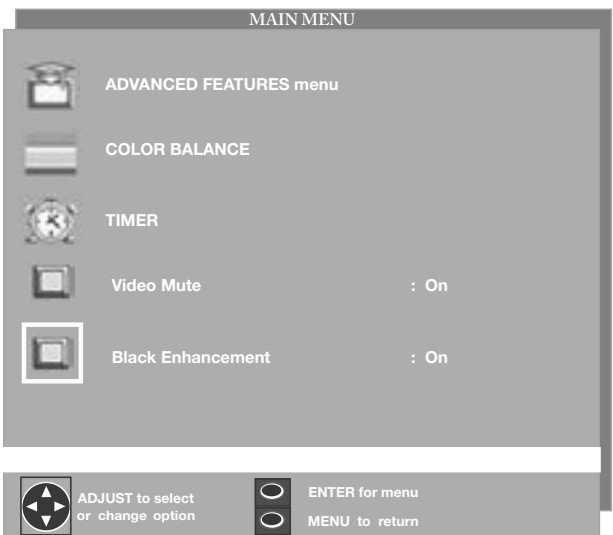 MAIN MENU
ADVANCED FEATURES menu
COLOR BALANCE
TIMER
Video Mute : On
Black Enhancement : On
ADJUST to select
or change option
ENTER for menu
MENU to return